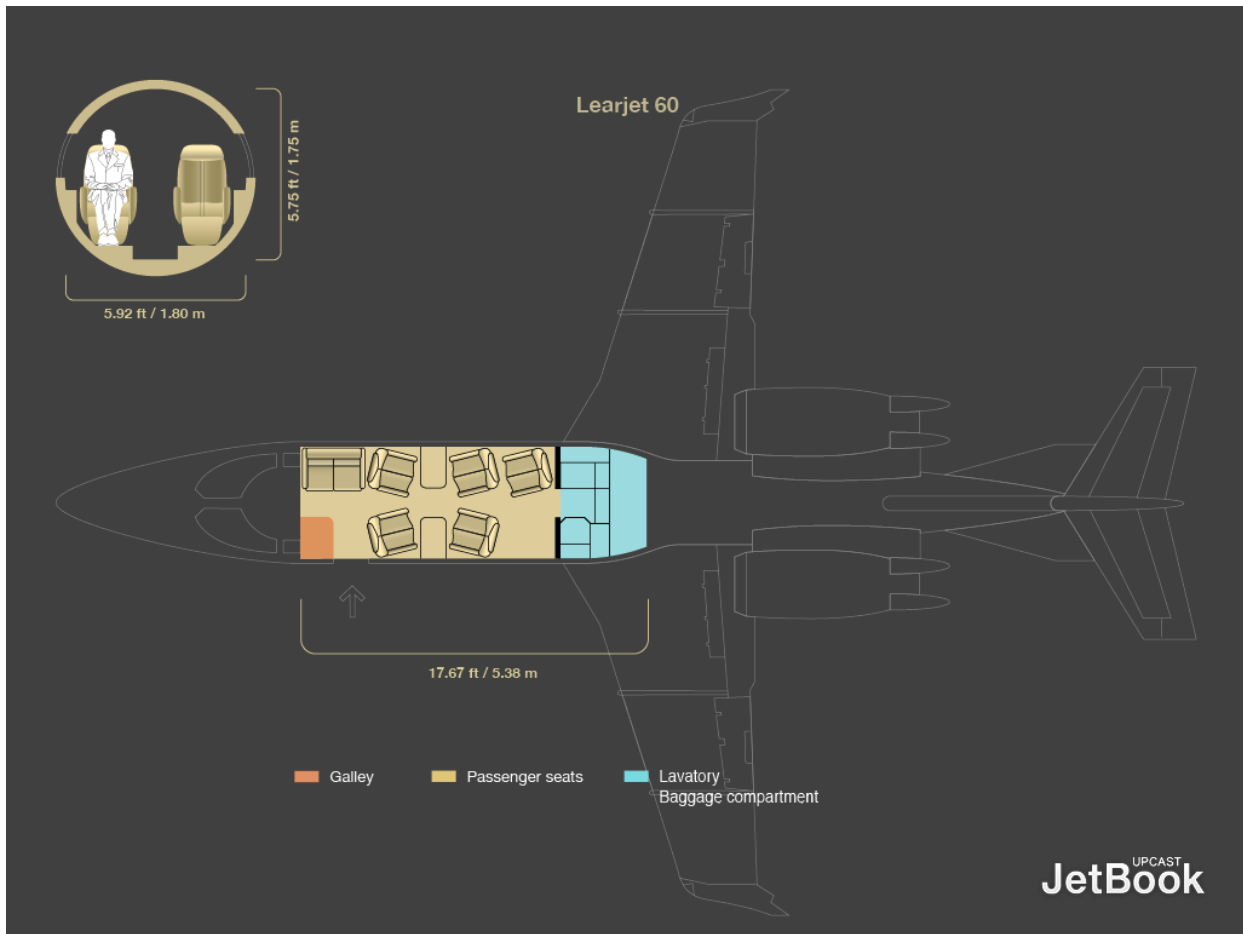 Learjet 60
5.75 ft / 1.75 m
5.92 ft / 1.80 m
17.67 ft / 5.38 m
Galley
Passenger seats
Lavatory
Baggage compartment
UPCAST
JetBook